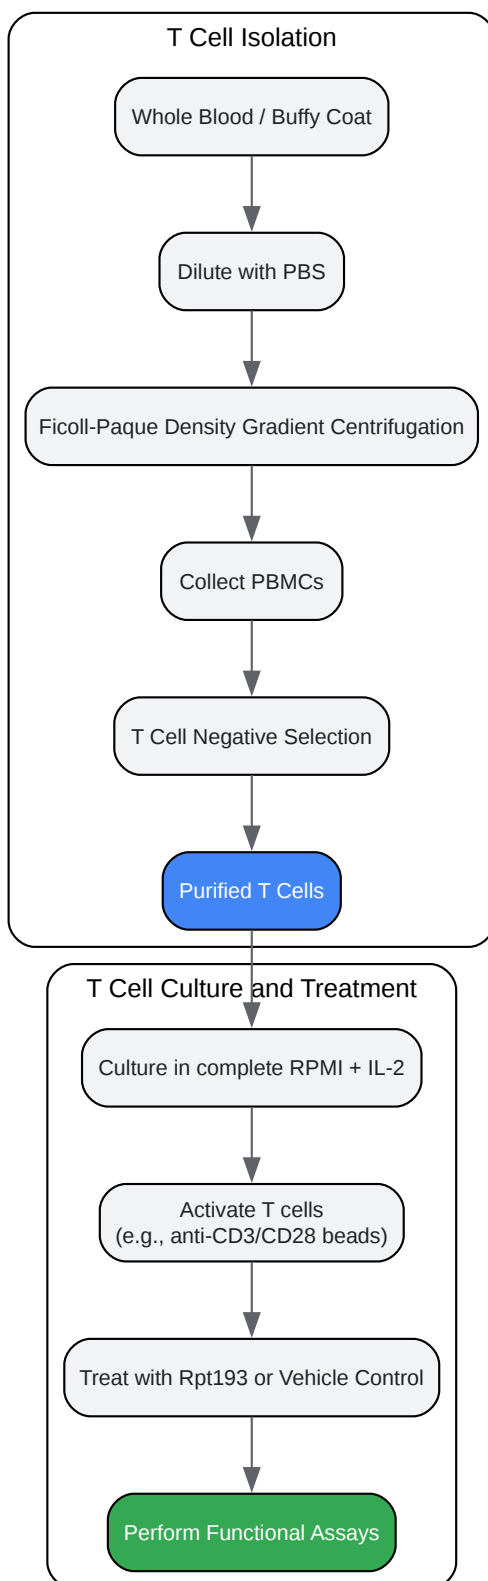 T Cell Isolation
Whole Blood / Buffy Coat
Dilute with PBS
Ficoll-Paque Density Gradient Centrifugation
Collect PBMCs
T Cell Negative Selection
Purified T Cells
T Cell Culture and Treatment
Culture in complete RPMI + IL-2
Activate T cells
(e.g., anti-CD3/CD28 beads)
Treat with Rpt193 or Vehicle Control
Perform Functional Assays